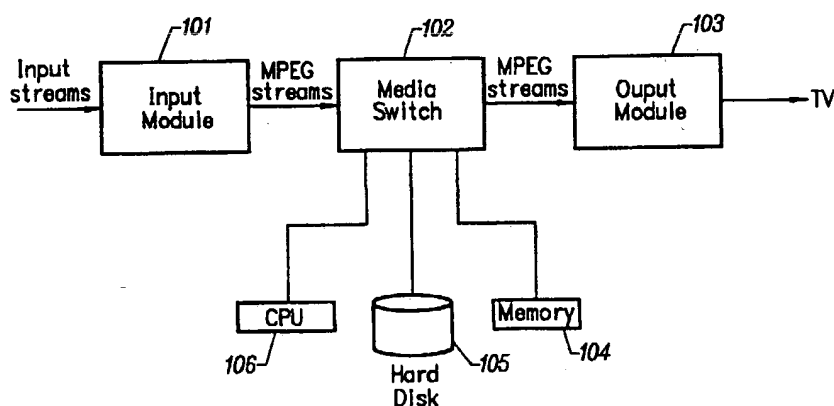 101
102
103
Input
streams
Input
Module
MPEG
streams
Media
Switch
MPEG
streams
Ouput
Module
TV
CPU
106
105
Hard
Disk
Memory
104